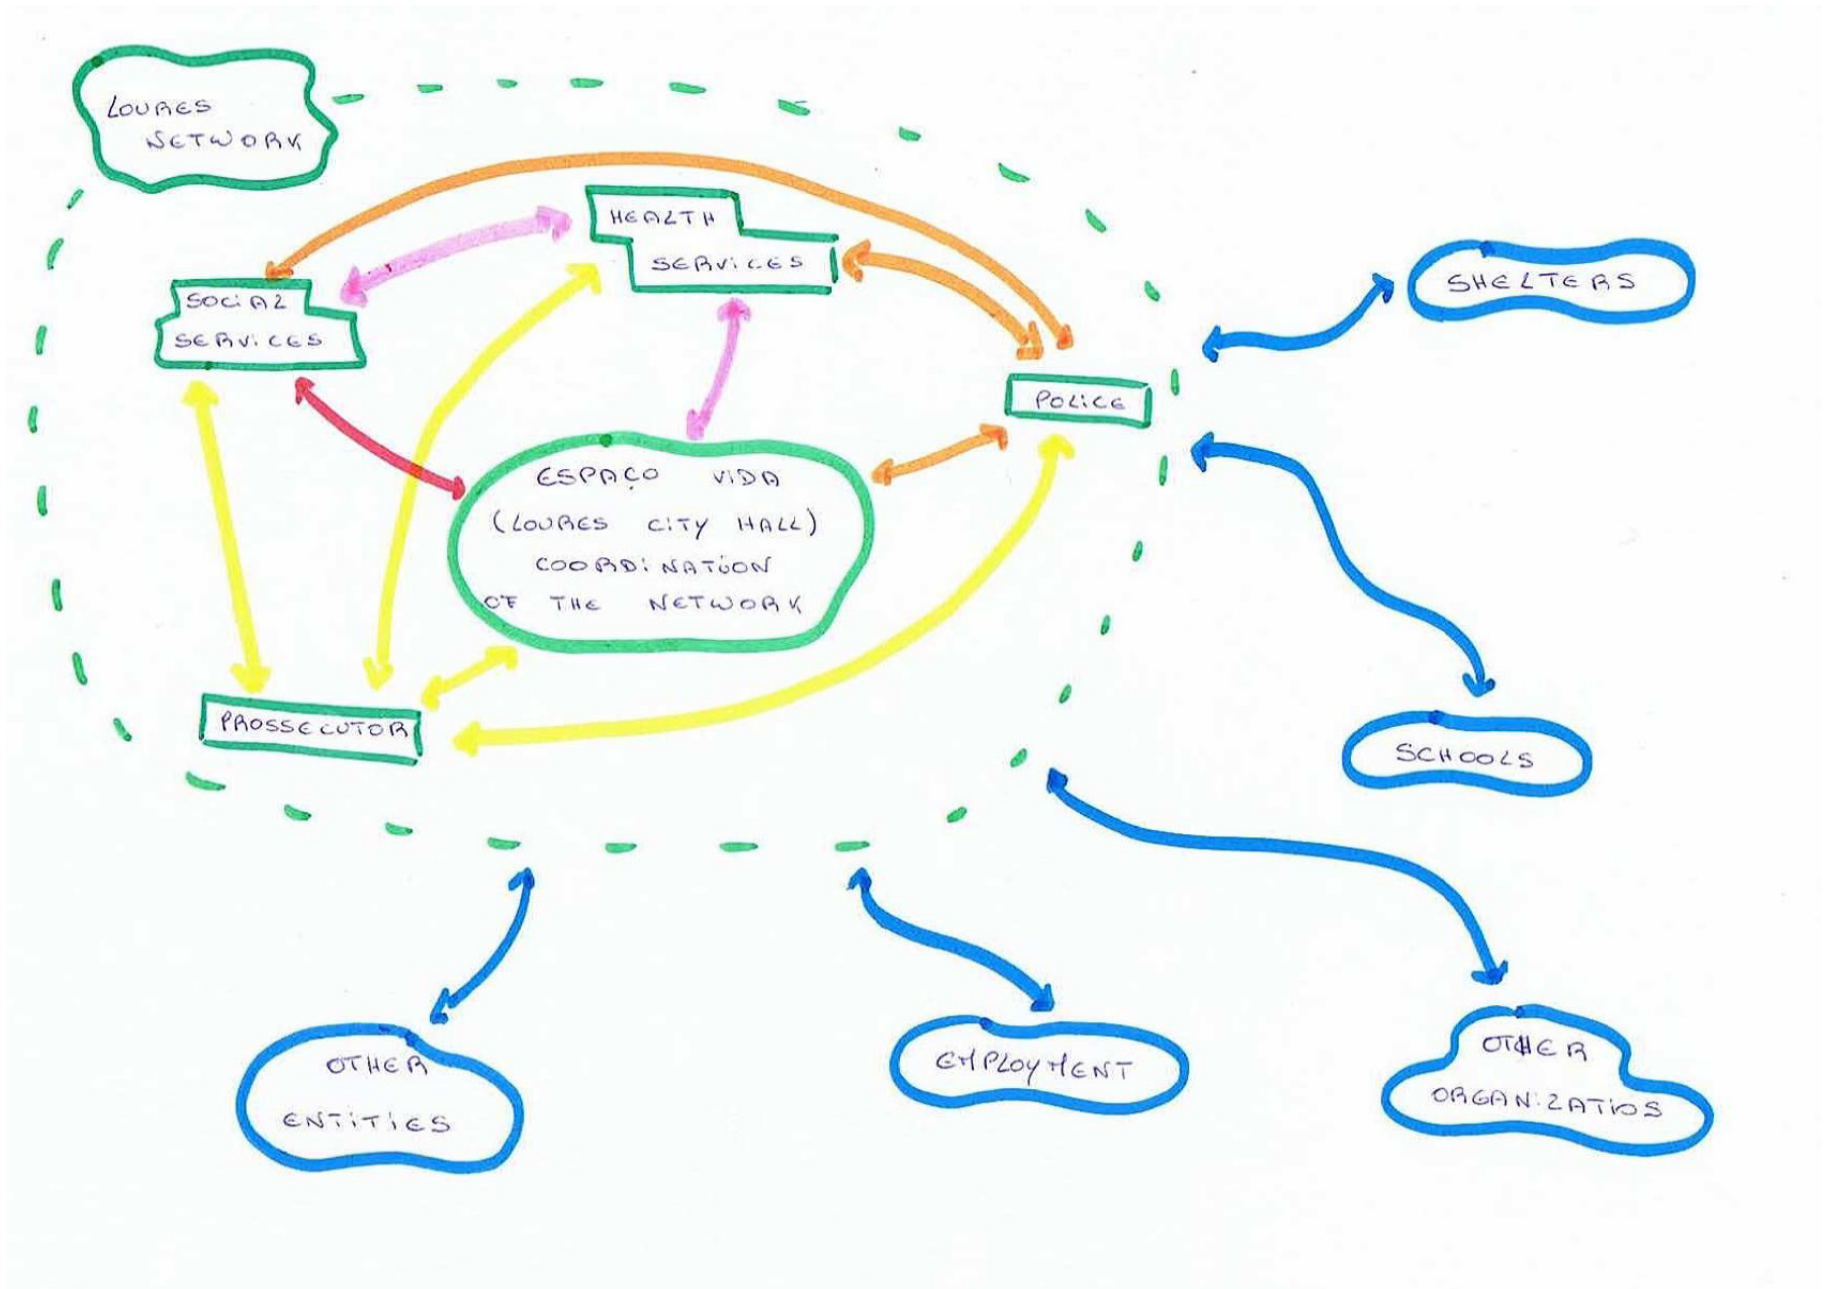 LOURES
NETWORK
HEALTH
SERVICES
SOCIAL
SERVICES
SHELTERS
POLICE
ESPAÇO VIDA
(LOURES CITY HALL)
COORDINATION
OF THE NETWORK
PROSSECUTOR
SCHOOLS
OTHER
ENTITIES
EMPLOYMENT
OTHER
ORGANIZATIOS